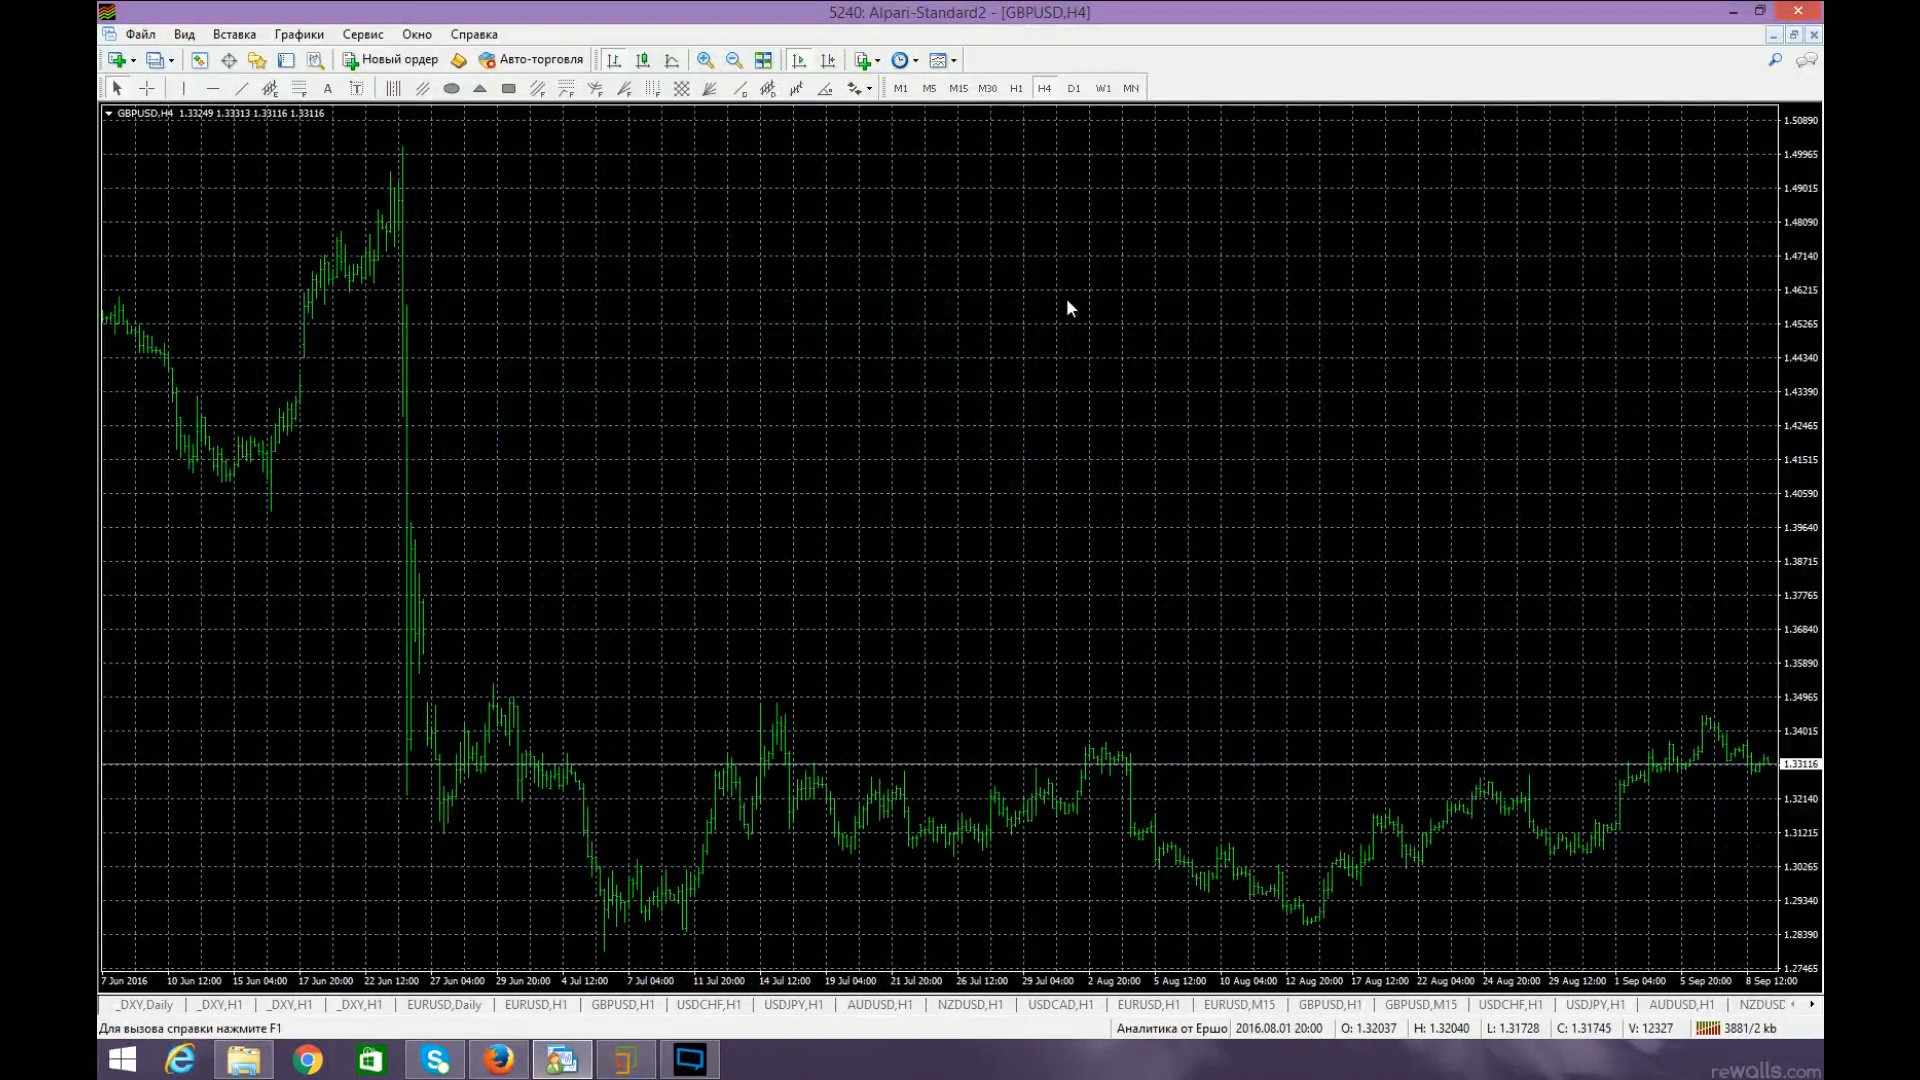 5240: Alpari-Standard2 - [GBPUSD,H4]
Файл Вид Вставка Графики Сервис Окно Справка
Новый ордер Авто-торговля
A T M1 M5 M15 M30 H1 H4 D1 W1 MN
GBPUSD,H4 1.33249 1.33313 1.33116 1.33116
1.50890
1.49965
1.49015
1.48090
1.47140
1.46215
1.45265
1.44340
1.43390
1.42465
1.41515
1.40590
1.39640
1.38715
1.37765
1.36840
1.35890
1.34965
1.34015
1.33116
1.32140
1.31215
1.30265
1.29340
1.28390
1.27465
7 Jun 2016 10 Jun 12:00 15 Jun 04:00 17 Jun 20:00 22 Jun 12:00 27 Jun 04:00 29 Jun 20:00 4 Jul 12:00 7 Jul 04:00 11 Jul 20:00 14 Jul 12:00 19 Jul 04:00 21 Jul 20:00 26 Jul 12:00 29 Jul 04:00 2 Aug 20:00 5 Aug 12:00 10 Aug 04:00 12 Aug 20:00 17 Aug 12:00 22 Aug 04:00 24 Aug 20:00 29 Aug 12:00 1 Sep 04:00 5 Sep 20:00 8 Sep 12:00
_DXY,Daily _DXY,H1 _DXY,H1 _DXY,H1 EURUSD,Daily EURUSD,H1 GBPUSD,H1 USDCHF,H1 USDJPY,H1 AUDUSD,H1 NZDUSD,H1 USDCAD,H1 EURUSD,H1 EURUSD,M15 GBPUSD,H1 GBPUSD,M15 USDCHF,H1 USDJPY,H1 AUDUSD,H1 NZDUSD
Для вызова справки нажмите F1 Аналитика от Ершо 2016.08.01 20:00 O: 1.32037 H: 1.32040 L: 1.31728 C: 1.31745 V: 12327 3881/2 kb
rewalls.com